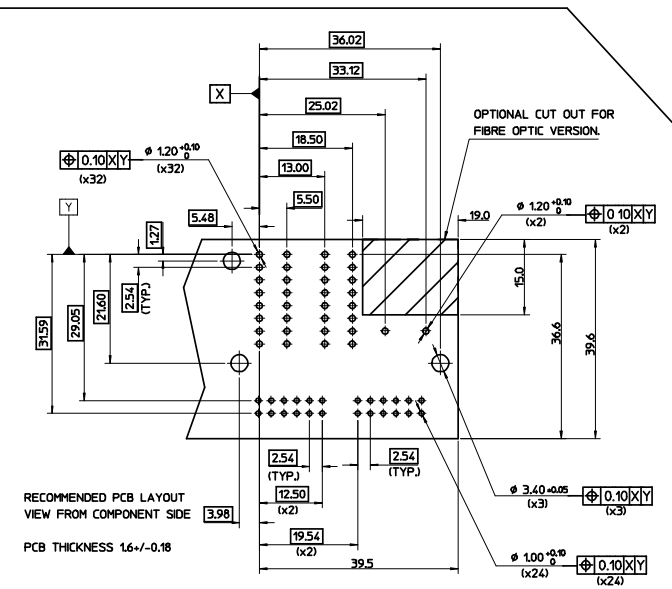 36.02
33.12
X
25.02
OPTIONAL CUT OUT FOR
FIBRE OPTIC VERSION.
18.50
ø 1.20 +0.10 0
⌖ 0.10 X Y
(x32)
(x32)
13.00
5.50
Y
5.48
19.0
ø 1.20 +0.10 0
(x2)
⌖ 0 10 X Y
(x2)
1.27
2.54
(TYP.)
21.60
29.05
31.59
15.0
36.6
39.6
2.54
(TYP.)
2.54
(TYP.)
RECOMMENDED PCB LAYOUT
VIEW FROM COMPONENT SIDE
3.98
12.50
(x2)
ø 3.40 +0.05
(x3)
⌖ 0.10 X Y
(x3)
PCB THICKNESS 1.6+/-0.18
19.54
(x2)
39.5
ø 1.00 +0.10 0
(x24)
⌖ 0.10 X Y
(x24)